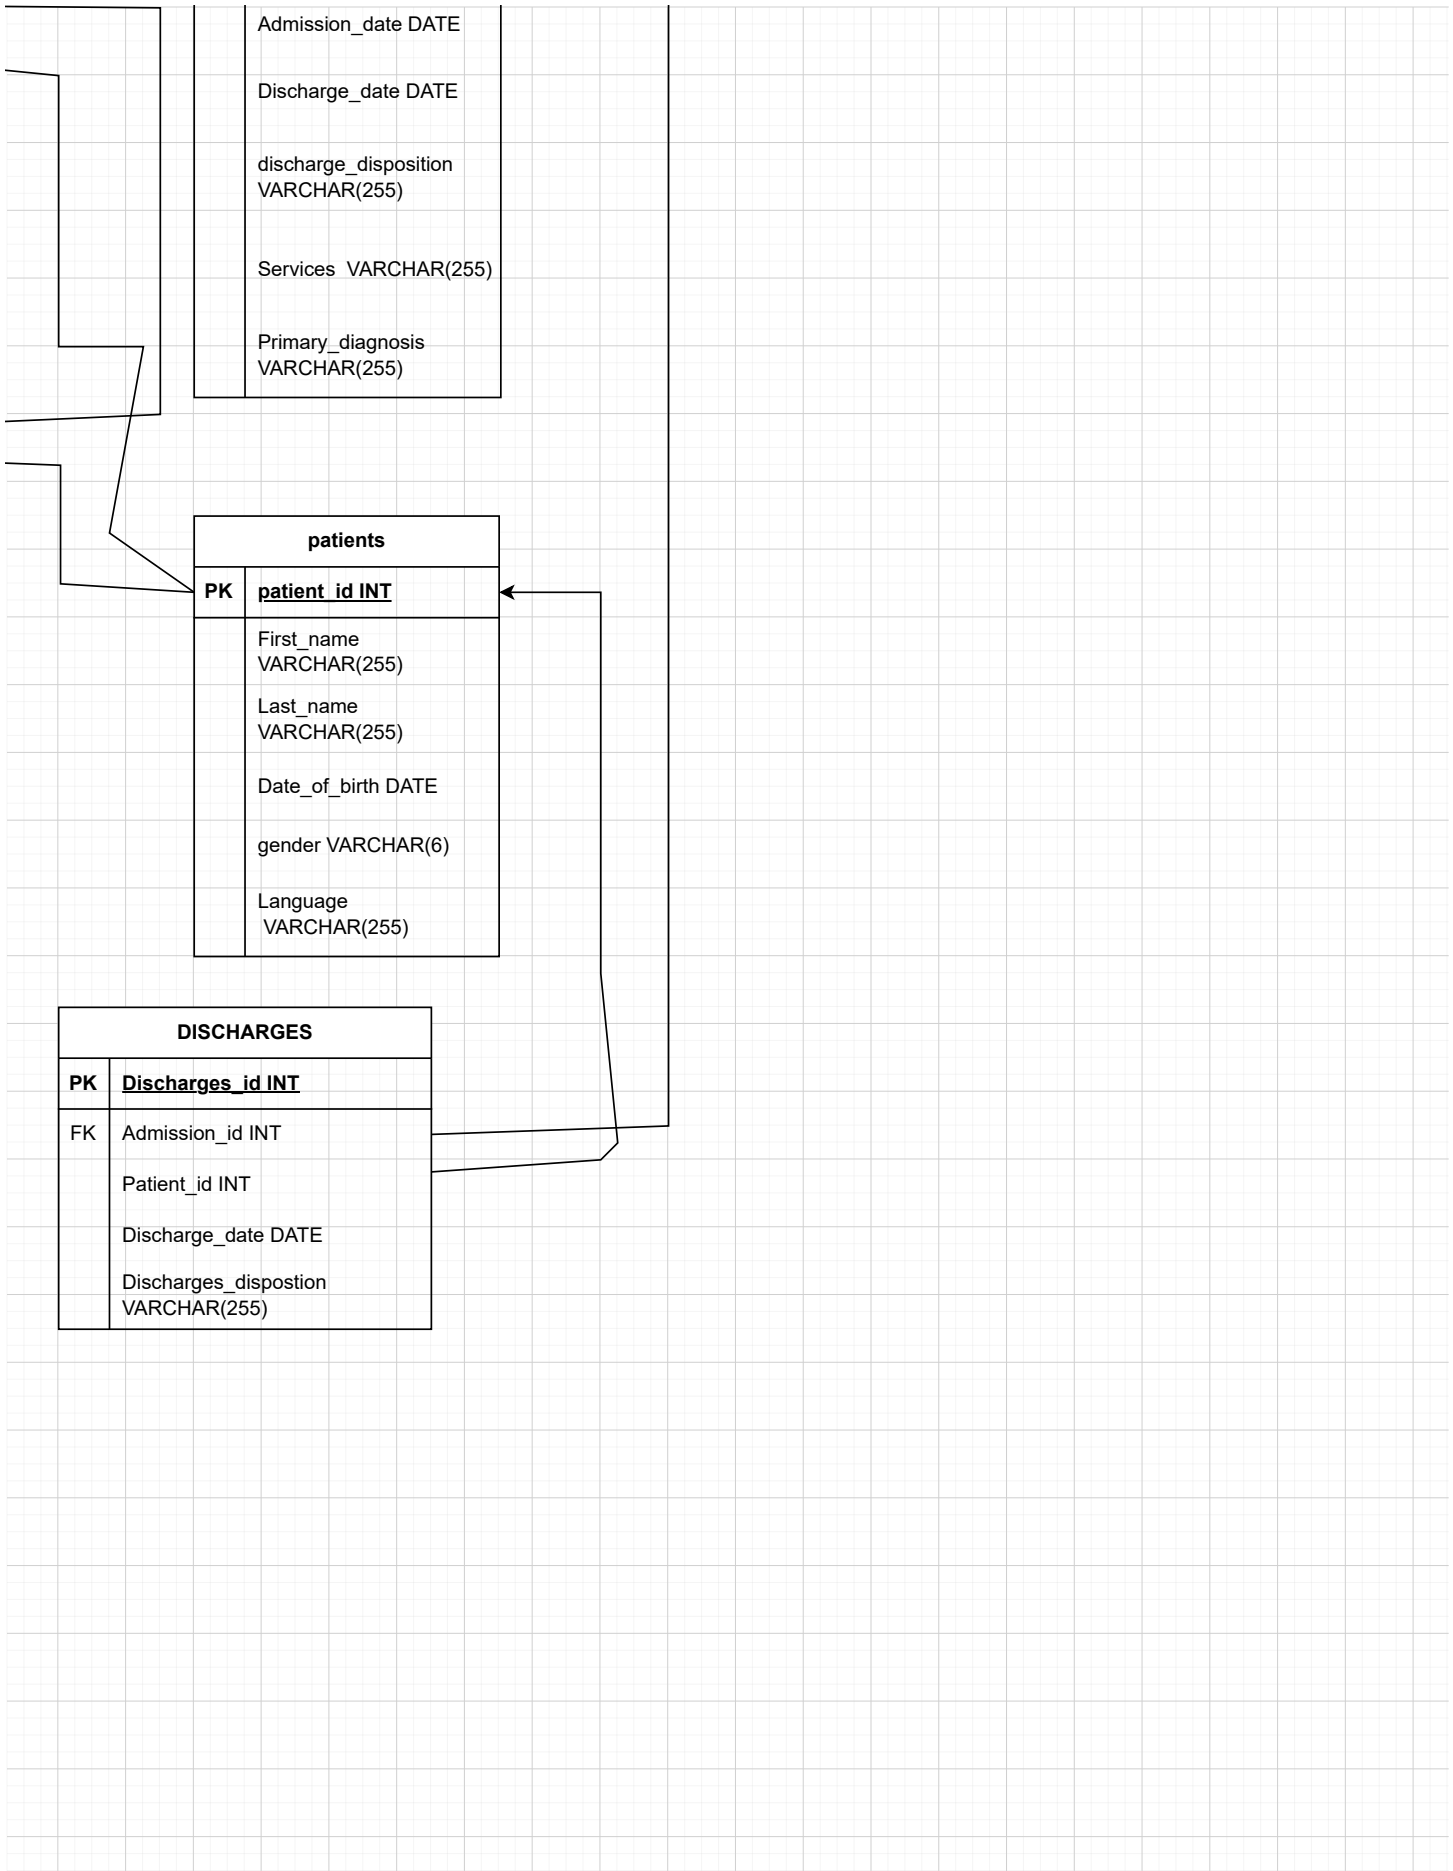 Admission_date DATE
Discharge_date DATE
discharge_disposition
VARCHAR(255)
Services  VARCHAR(255)
Primary_diagnosis
VARCHAR(255)
patients
PK patient_id INT
First_name
VARCHAR(255)
Last_name
VARCHAR(255)
Date_of_birth DATE
gender VARCHAR(6)
Language
VARCHAR(255)
DISCHARGES
PK Discharges_id INT
FK Admission_id INT
Patient_id INT
Discharge_date DATE
Discharges_dispostion
VARCHAR(255)